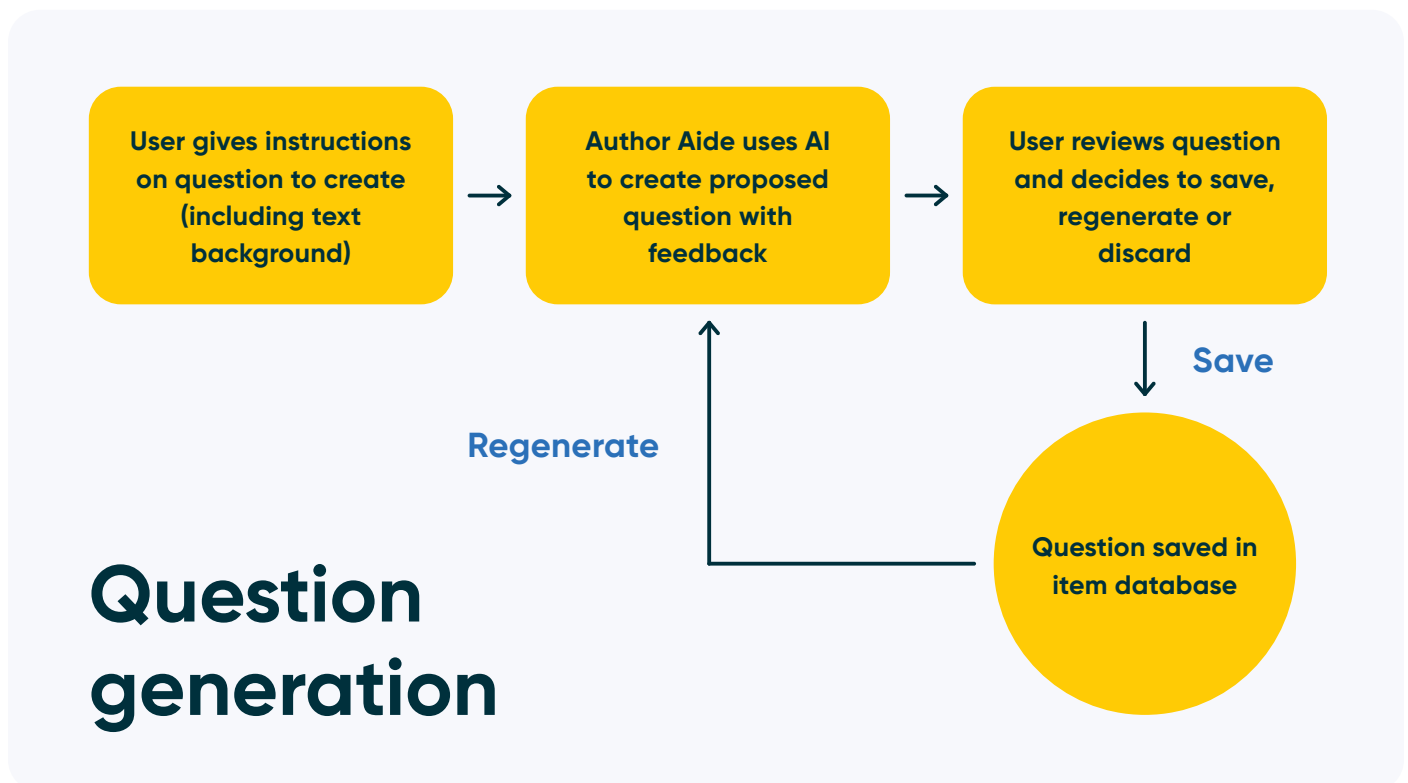 User gives instructions
on question to create
(including text
background)
Author Aide uses AI
to create proposed
question with
feedback
User reviews question
and decides to save,
regenerate or
discard
Save
Regenerate
Question saved in
item database
Question
generation